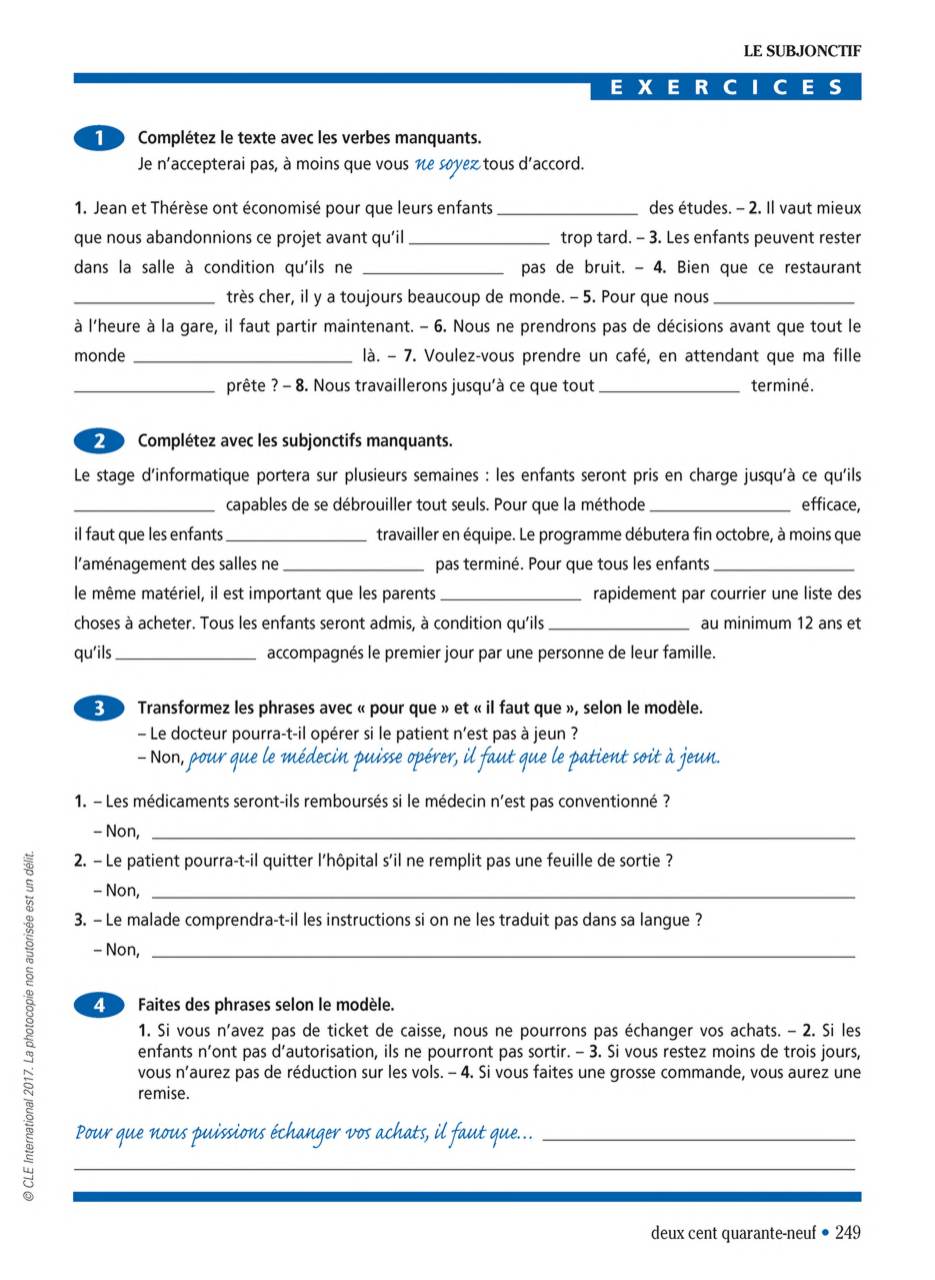 LE SUBJONCTIF
EXERCICES
1 Complétez le texte avec les verbes manquants.
Je n’accepterai pas, à moins que vous ne soyez tous d’accord.
1. Jean et Thérèse ont économisé pour que leurs enfants _______________ des études. – 2. Il vaut mieux
que nous abandonnions ce projet avant qu’il _______________ trop tard. – 3. Les enfants peuvent rester
dans la salle à condition qu’ils ne _______________ pas de bruit. – 4. Bien que ce restaurant
_______________ très cher, il y a toujours beaucoup de monde. – 5. Pour que nous _______________
à l’heure à la gare, il faut partir maintenant. – 6. Nous ne prendrons pas de décisions avant que tout le
monde _______________ là. – 7. Voulez-vous prendre un café, en attendant que ma fille
_______________ prête ? – 8. Nous travaillerons jusqu’à ce que tout _______________ terminé.
2 Complétez avec les subjonctifs manquants.
Le stage d’informatique portera sur plusieurs semaines : les enfants seront pris en charge jusqu’à ce qu’ils
_______________ capables de se débrouiller tout seuls. Pour que la méthode _______________ efficace,
il faut que les enfants _______________ travailler en équipe. Le programme débutera fin octobre, à moins que
l’aménagement des salles ne _______________ pas terminé. Pour que tous les enfants _______________
le même matériel, il est important que les parents _______________ rapidement par courrier une liste des
choses à acheter. Tous les enfants seront admis, à condition qu’ils _______________ au minimum 12 ans et
qu’ils _______________ accompagnés le premier jour par une personne de leur famille.
3 Transformez les phrases avec « pour que » et « il faut que », selon le modèle.
– Le docteur pourra-t-il opérer si le patient n’est pas à jeun ?
– Non, pour que le médecin puisse opérer, il faut que le patient soit à jeun.
1. – Les médicaments seront-ils remboursés si le médecin n’est pas conventionné ?
– Non, _______________
2. – Le patient pourra-t-il quitter l’hôpital s’il ne remplit pas une feuille de sortie ?
– Non, _______________
3. – Le malade comprendra-t-il les instructions si on ne les traduit pas dans sa langue ?
– Non, _______________
4 Faites des phrases selon le modèle.
1. Si vous n’avez pas de ticket de caisse, nous ne pourrons pas échanger vos achats. – 2. Si les
enfants n’ont pas d’autorisation, ils ne pourront pas sortir. – 3. Si vous restez moins de trois jours,
vous n’aurez pas de réduction sur les vols. – 4. Si vous faites une grosse commande, vous aurez une
remise.
Pour que nous puissions échanger vos achats, il faut que... _______________
© CLE International 2017. La photocopie non autorisée est un délit.
deux cent quarante-neuf • 249